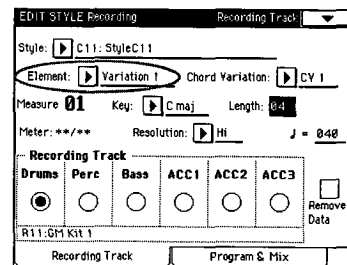 EDIT STYLE Recording Recording Track
Style: C11: StyleC11
Element: Variation 1 Chord Variation: CV 1
Measure 01 Key: C maj Length: 04
Meter: **/** Resolution: Hi ♩ = 040
Recording Track
Drums Perc Bass ACC1 ACC2 ACC3
Remove
Data
R11:GM Kit 1
Recording Track Program & Mix